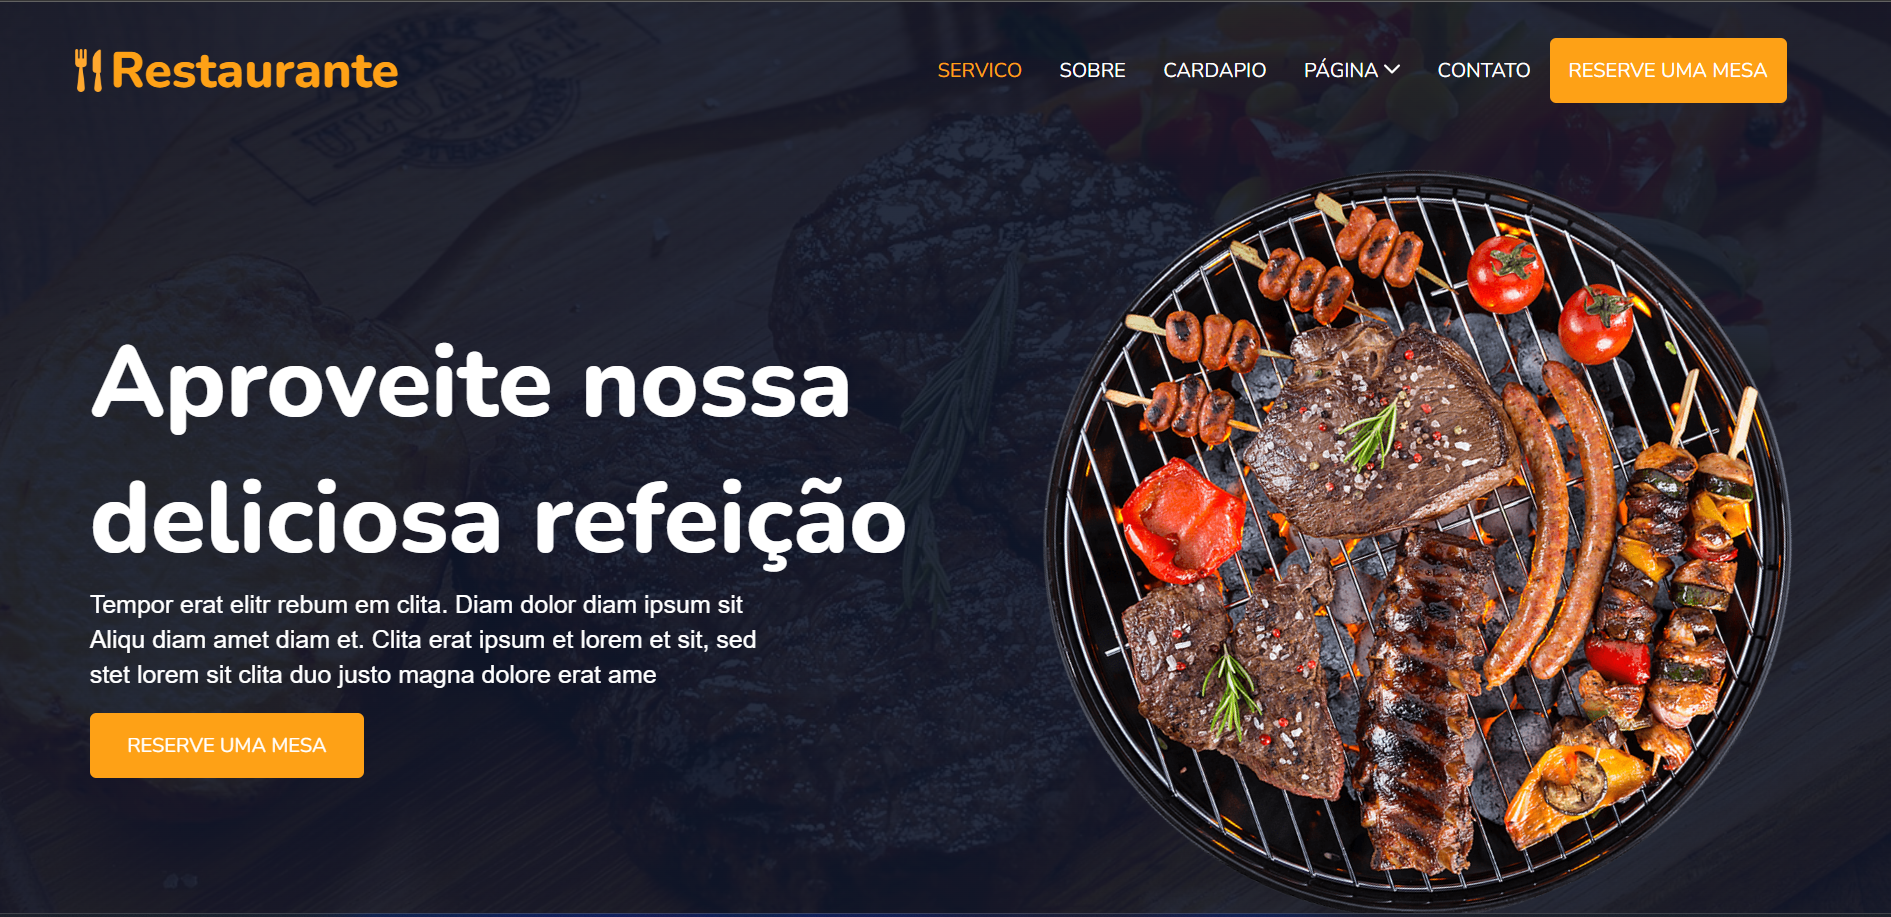 Restaurante
SERVICO SOBRE CARDAPIO PÁGINA CONTATO RESERVE UMA MESA
Aproveite nossa
deliciosa refeição
Tempor erat elitr rebum em clita. Diam dolor diam ipsum sit
Aliqu diam amet diam et. Clita erat ipsum et lorem et sit, sed
stet lorem sit clita duo justo magna dolore erat ame
RESERVE UMA MESA